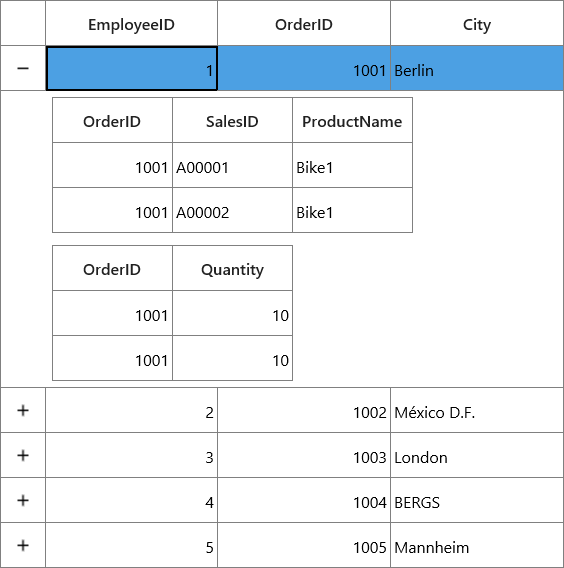 EmployeeID OrderID City
− 1 1001 Berlin
OrderID SalesID ProductName
1001 A00001 Bike1
1001 A00002 Bike1
OrderID Quantity
1001 10
1001 10
+ 2 1002 México D.F.
+ 3 1003 London
+ 4 1004 BERGS
+ 5 1005 Mannheim